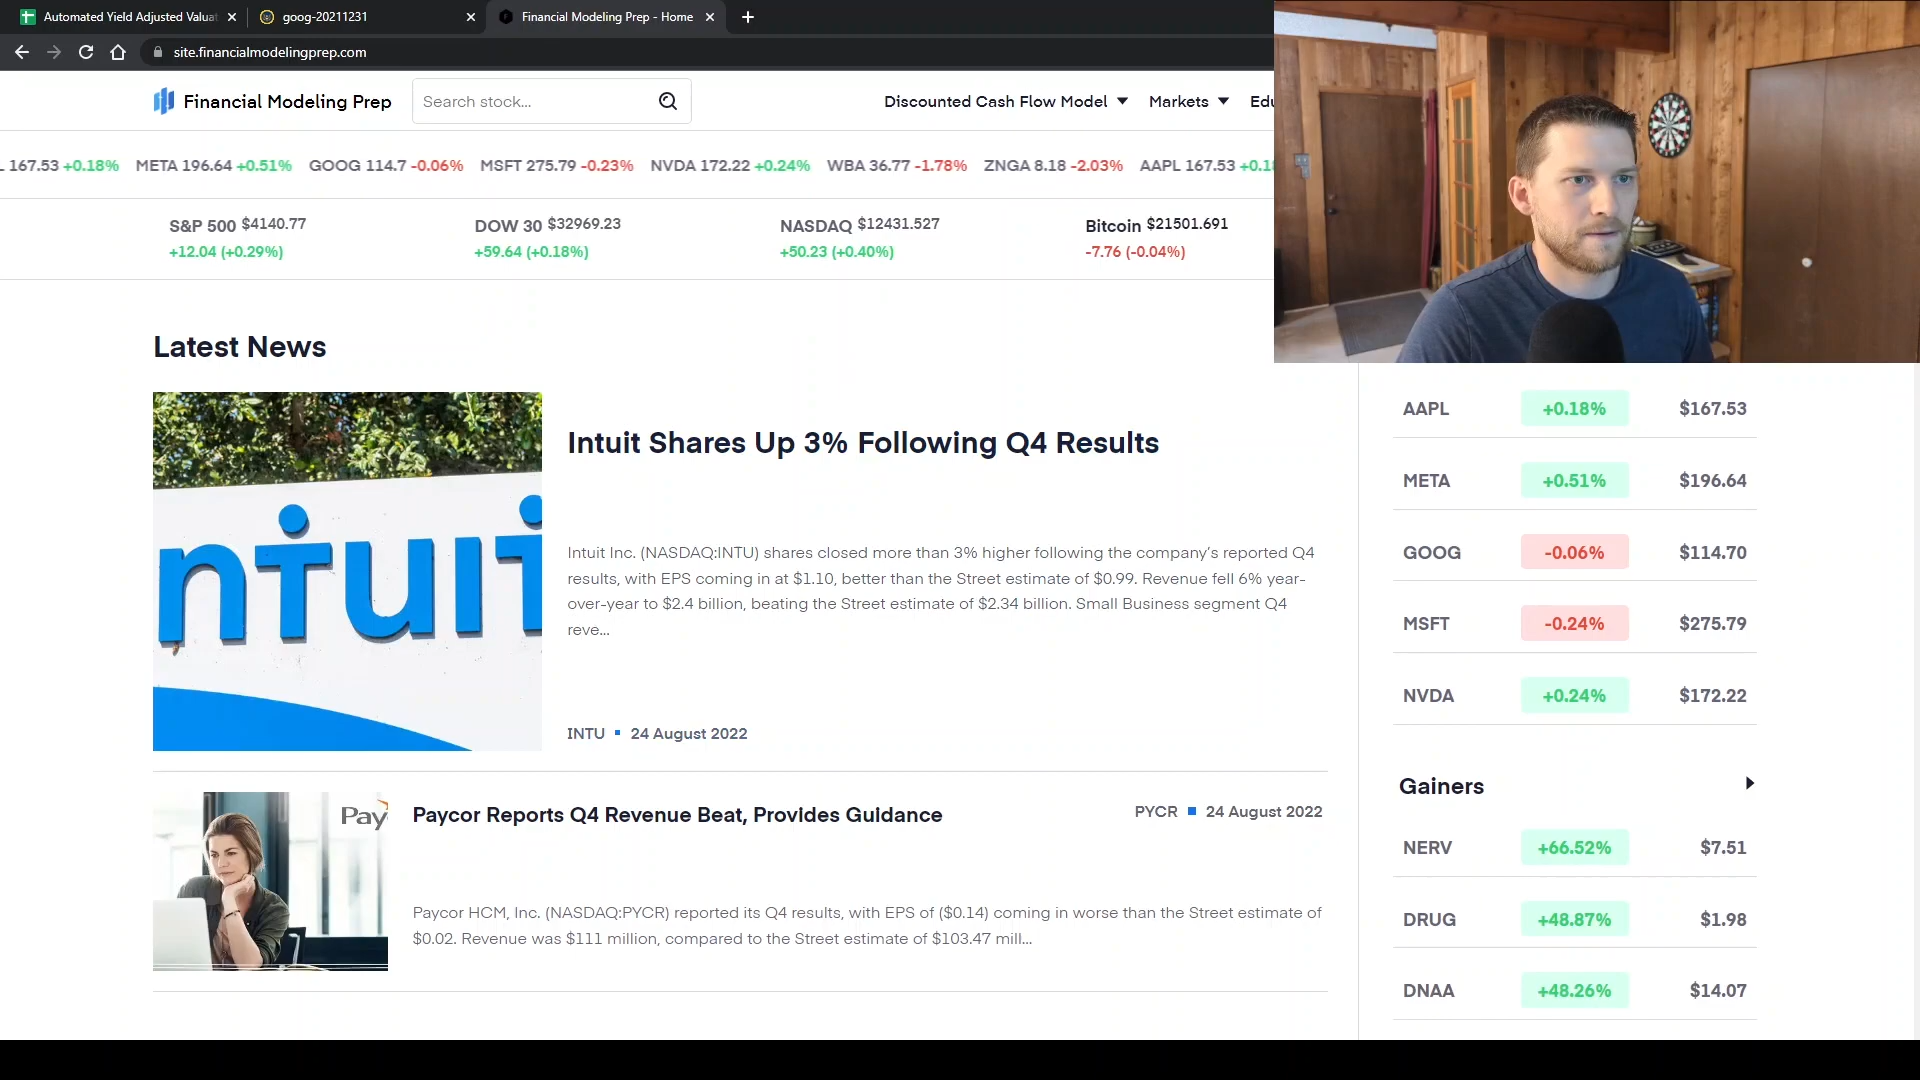 Automated Yield Adjusted Valuat
goog-20211231
Financial Modeling Prep - Home
site.financialmodelingprep.com
Financial Modeling Prep
Search stock...
Discounted Cash Flow Model
Markets
Edu
L 167.53 +0.18% META 196.64 +0.51% GOOG 114.7 -0.06% MSFT 275.79 -0.23% NVDA 172.22 +0.24% WBA 36.77 -1.78% ZNGA 8.18 -2.03% AAPL 167.53 +0.18
S&P 500 $4140.77
+12.04 (+0.29%)
DOW 30 $32969.23
+59.64 (+0.18%)
NASDAQ $12431.527
+50.23 (+0.40%)
Bitcoin $21501.691
-7.76 (-0.04%)
Latest News
ntuit
Intuit Shares Up 3% Following Q4 Results
Intuit Inc. (NASDAQ:INTU) shares closed more than 3% higher following the company's reported Q4
results, with EPS coming in at $1.10, better than the Street estimate of $0.99. Revenue fell 6% year-
over-year to $2.4 billion, beating the Street estimate of $2.34 billion. Small Business segment Q4
reve...
INTU 24 August 2022
Pay
Paycor Reports Q4 Revenue Beat, Provides Guidance
PYCR 24 August 2022
Paycor HCM, Inc. (NASDAQ:PYCR) reported its Q4 results, with EPS of ($0.14) coming in worse than the Street estimate of
$0.02. Revenue was $111 million, compared to the Street estimate of $103.47 mill...
AAPL +0.18% $167.53
META +0.51% $196.64
GOOG -0.06% $114.70
MSFT -0.24% $275.79
NVDA +0.24% $172.22
Gainers
NERV +66.52% $7.51
DRUG +48.87% $1.98
DNAA +48.26% $14.07